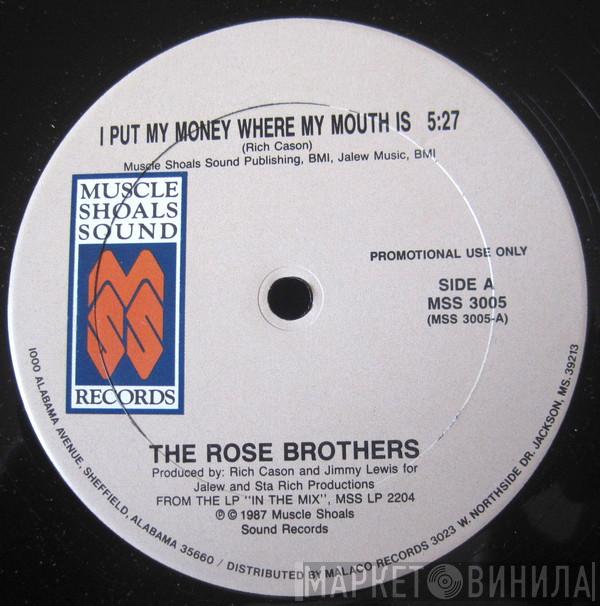 I PUT MY MONEY WHERE MY MOUTH IS 5:27
(Rich Cason)
Muscle Shoals Sound Publishing, BMI, Jalew Music, BMI
MUSCLE
SHOALS
SOUND
MSS
RECORDS
PROMOTIONAL USE ONLY
SIDE A
MSS 3005
(MSS 3005-A)
THE ROSE BROTHERS
Produced by: Rich Cason and Jimmy Lewis for
Jalew and Sta Rich Productions
FROM THE LP "IN THE MIX", MSS LP 2204
℗ © 1987 Muscle Shoals
Sound Records
1000 ALABAMA AVENUE, SHEFFIELD, ALABAMA 35660 / DISTRIBUTED BY MALACO RECORDS 3023 W. NORTHSIDE DR. JACKSON, MS. 39213
МАРКЕТ ВИНИЛА